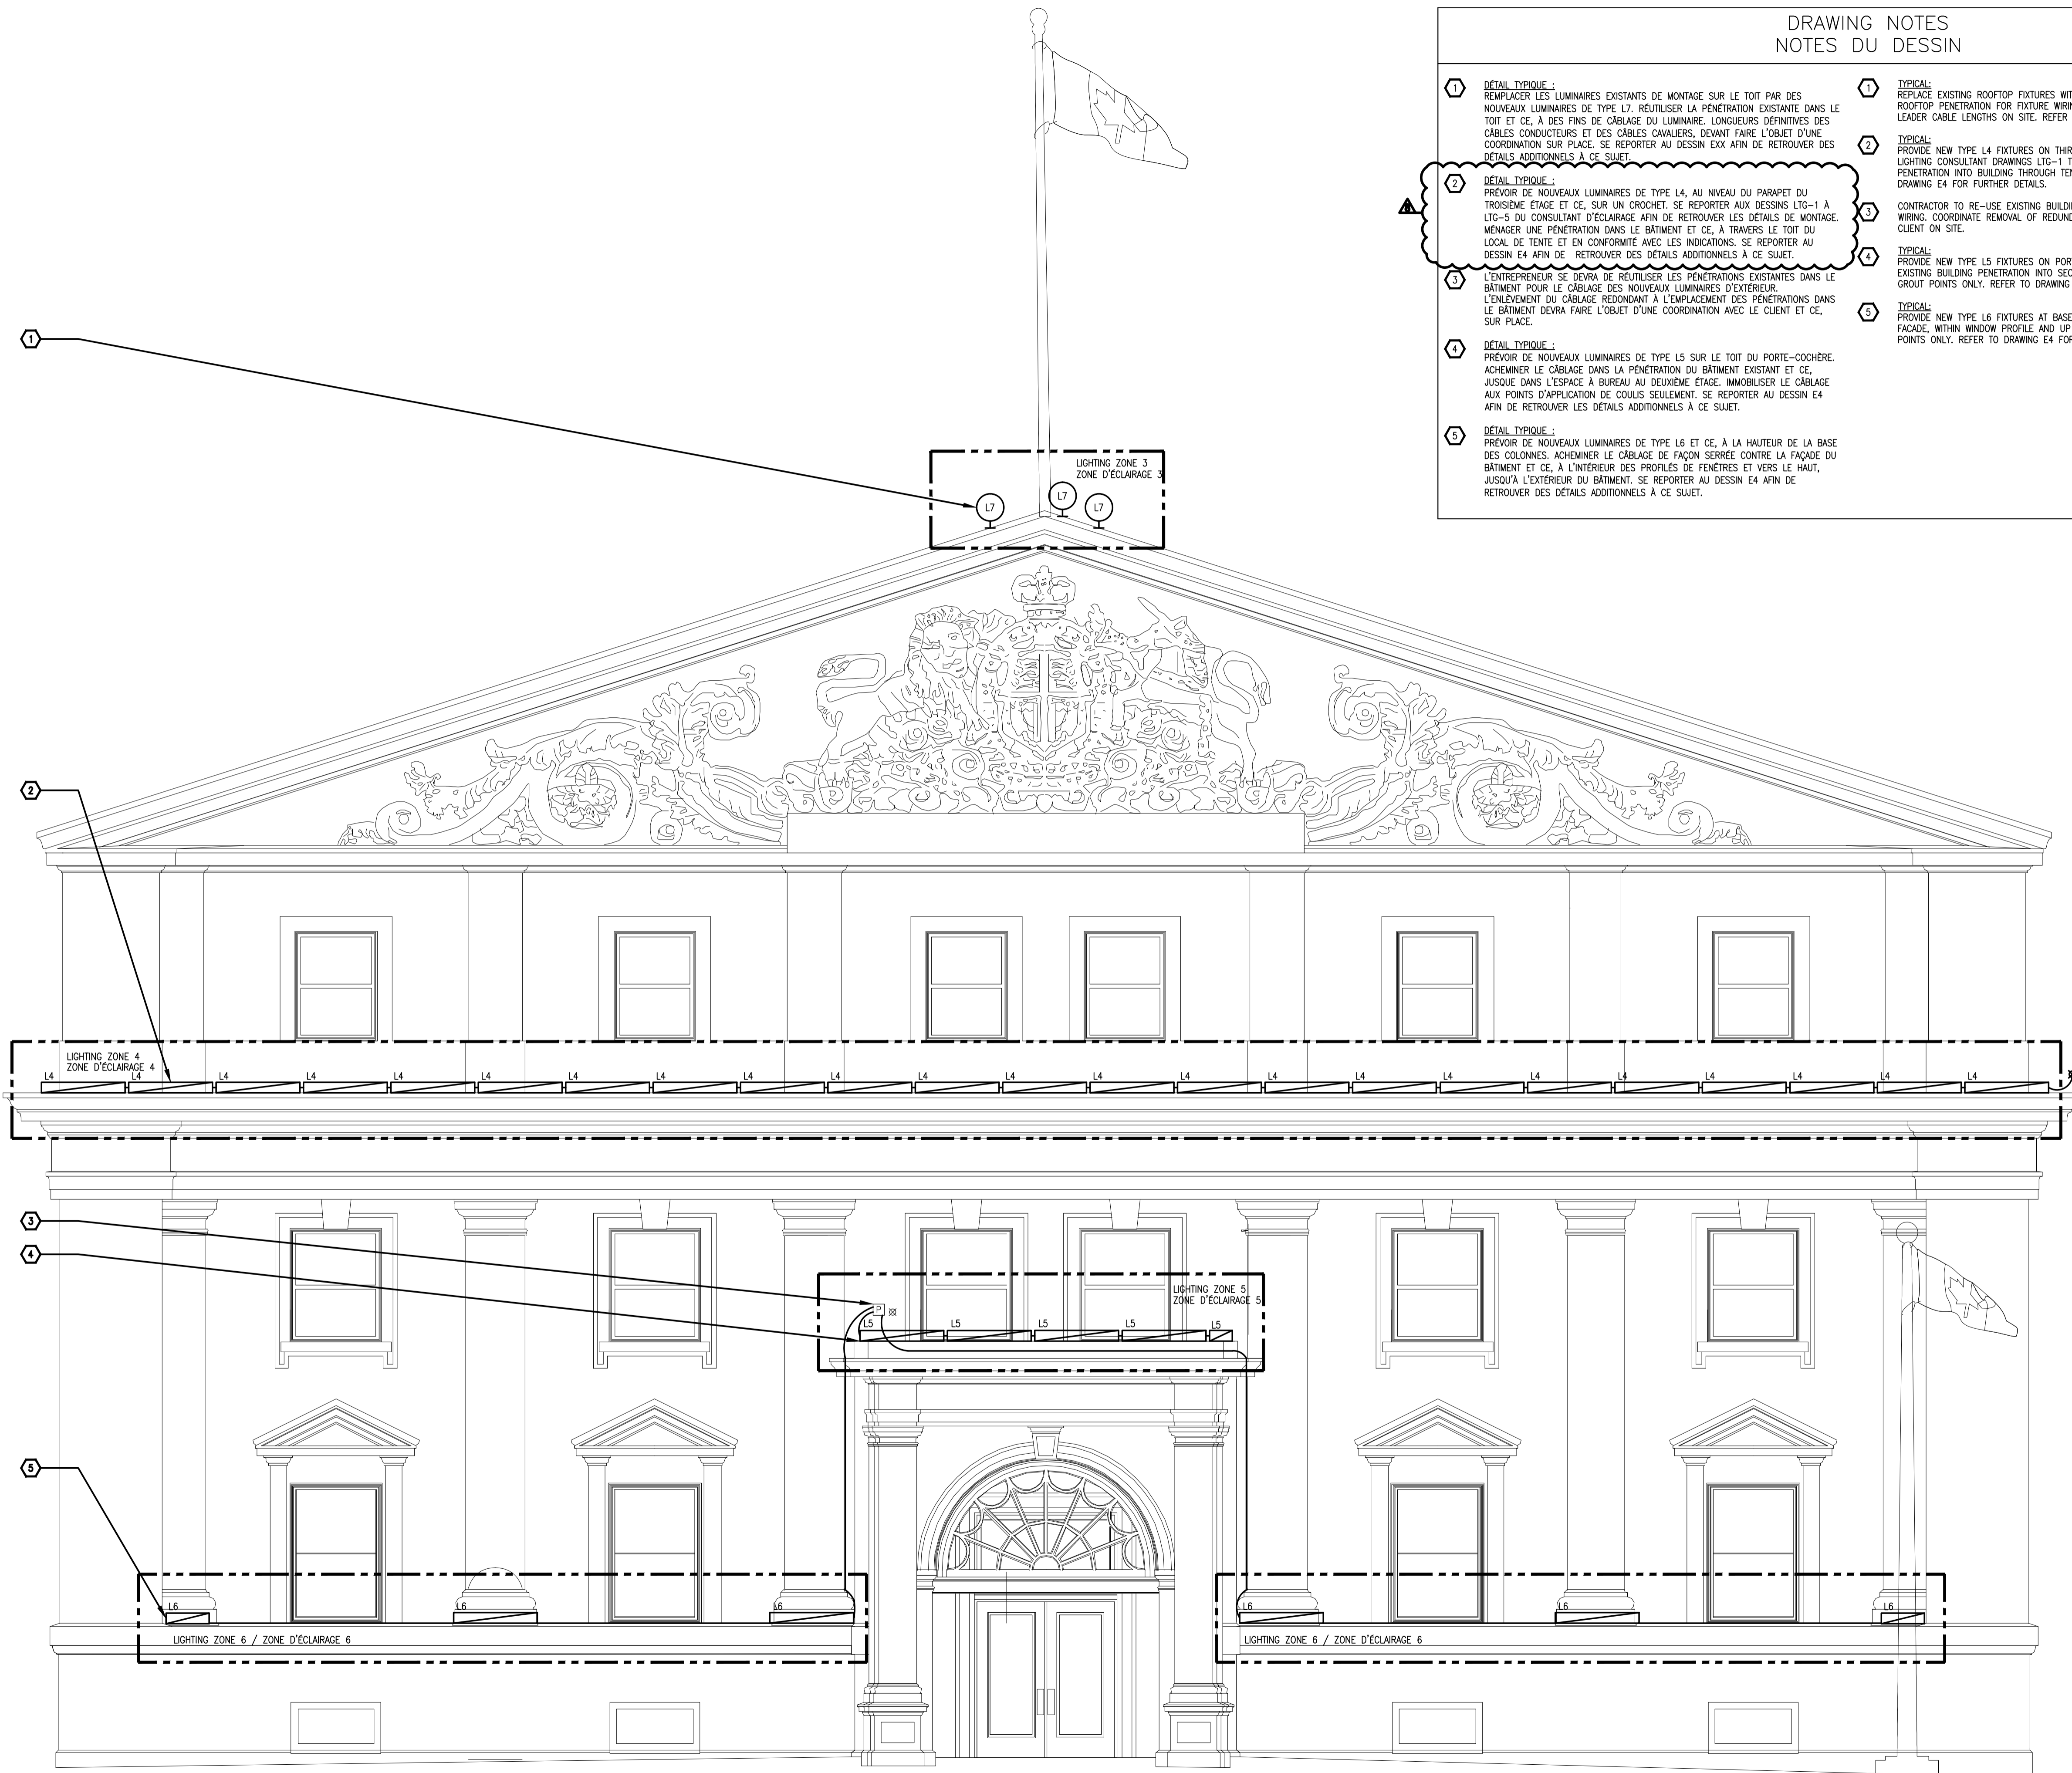 DRAWING NOTES
NOTES DU DESSIN
1
DÉTAIL TYPIQUE :
REMPLACER LES LUMINAIRES EXISTANTS DE MONTAGE SUR LE TOIT PAR DES
NOUVEAUX LUMINAIRES DE TYPE L7. RÉUTILISER LA PÉNÉTRATION EXISTANTE DANS LE
TOIT ET CE, À DES FINS DE CÂBLAGE DU LUMINAIRE. LONGUEURS DÉFINITIVES DES
CÂBLES CONDUCTEURS ET DES CÂBLES CAVALIERS, DEVANT FAIRE L'OBJET D'UNE
COORDINATION SUR PLACE. SE REPORTER AU DESSIN EXX AFIN DE RETROUVER DES
DÉTAILS ADDITIONNELS À CE SUJET.
2
DÉTAIL TYPIQUE :
PRÉVOIR DE NOUVEAUX LUMINAIRES DE TYPE L4, AU NIVEAU DU PARAPET DU
TROISIÈME ÉTAGE ET CE, SUR UN CROCHET. SE REPORTER AUX DESSINS LTG-1 À
LTG-5 DU CONSULTANT D'ÉCLAIRAGE AFIN DE RETROUVER LES DÉTAILS DE MONTAGE.
MÉNAGER UNE PÉNÉTRATION DANS LE BÂTIMENT ET CE, À TRAVERS LE TOIT DU
LOCAL DE TENTE ET EN CONFORMITÉ AVEC LES INDICATIONS. SE REPORTER AU
DESSIN E4 AFIN DE RETROUVER DES DÉTAILS ADDITIONNELS À CE SUJET.
3
L'ENTREPRENEUR SE DEVRA DE RÉUTILISER LES PÉNÉTRATIONS EXISTANTES DANS LE
BÂTIMENT POUR LE CÂBLAGE DES NOUVEAUX LUMINAIRES D'EXTÉRIEUR.
L'ENLÈVEMENT DU CÂBLAGE REDONDANT À L'EMPLACEMENT DES PÉNÉTRATIONS DANS
LE BÂTIMENT DEVRA FAIRE L'OBJET D'UNE COORDINATION AVEC LE CLIENT ET CE,
SUR PLACE.
4
DÉTAIL TYPIQUE :
PRÉVOIR DE NOUVEAUX LUMINAIRES DE TYPE L5 SUR LE TOIT DU PORTE-COCHÈRE.
ACHEMINER LE CÂBLAGE DANS LA PÉNÉTRATION DU BÂTIMENT EXISTANT ET CE,
JUSQUE DANS L'ESPACE À BUREAU AU DEUXIÈME ÉTAGE. IMMOBILISER LE CÂBLAGE
AUX POINTS D'APPLICATION DE COULIS SEULEMENT. SE REPORTER AU DESSIN E4
AFIN DE RETROUVER LES DÉTAILS ADDITIONNELS À CE SUJET.
5
DÉTAIL TYPIQUE :
PRÉVOIR DE NOUVEAUX LUMINAIRES DE TYPE L6 ET CE, À LA HAUTEUR DE LA BASE
DES COLONNES. ACHEMINER LE CÂBLAGE DE FAÇON SERRÉE CONTRE LA FAÇADE DU
BÂTIMENT ET CE, À L'INTÉRIEUR DES PROFILÉS DE FENÊTRES ET VERS LE HAUT,
JUSQU'À L'EXTÉRIEUR DU BÂTIMENT. SE REPORTER AU DESSIN E4 AFIN DE
RETROUVER DES DÉTAILS ADDITIONNELS À CE SUJET.
1
TYPICAL:
REPLACE EXISTING ROOFTOP FIXTURES
ROOFTOP PENETRATION FOR FIXTURE
LEADER CABLE LENGTHS ON SITE. REFER
2
TYPICAL:
PROVIDE NEW TYPE L4 FIXTURES ON
LIGHTING CONSULTANT DRAWINGS LTG-1
PENETRATION INTO BUILDING THROUGH
DRAWING E4 FOR FURTHER DETAILS.
3
CONTRACTOR TO RE-USE EXISTING
WIRING. COORDINATE REMOVAL OF
CLIENT ON SITE.
4
TYPICAL:
PROVIDE NEW TYPE L5 FIXTURES ON
EXISTING BUILDING PENETRATION INTO
GROUT POINTS ONLY. REFER TO DRAWING
5
TYPICAL:
PROVIDE NEW TYPE L6 FIXTURES AT BASE
FACADE, WITHIN WINDOW PROFILE AND UP
POINTS ONLY. REFER TO DRAWING E4 FOR
1
LIGHTING ZONE 3
ZONE D'ÉCLAIRAGE 3
L7 L7 L7
2
LIGHTING ZONE 4
ZONE D'ÉCLAIRAGE 4
L4 L4 L4 L4 L4 L4 L4 L4 L4 L4 L4 L4 L4 L4 L4 L4 L4 L4 L4 L4 L4 L4 L4
3
4
LIGHTING ZONE 5
ZONE D'ÉCLAIRAGE 5
P
L5 L5 L5 L5 L5
5
L6 L6 L6 L6 L6 L6
LIGHTING ZONE 6 / ZONE D'ÉCLAIRAGE 6
LIGHTING ZONE 6 / ZONE D'ÉCLAIRAGE 6